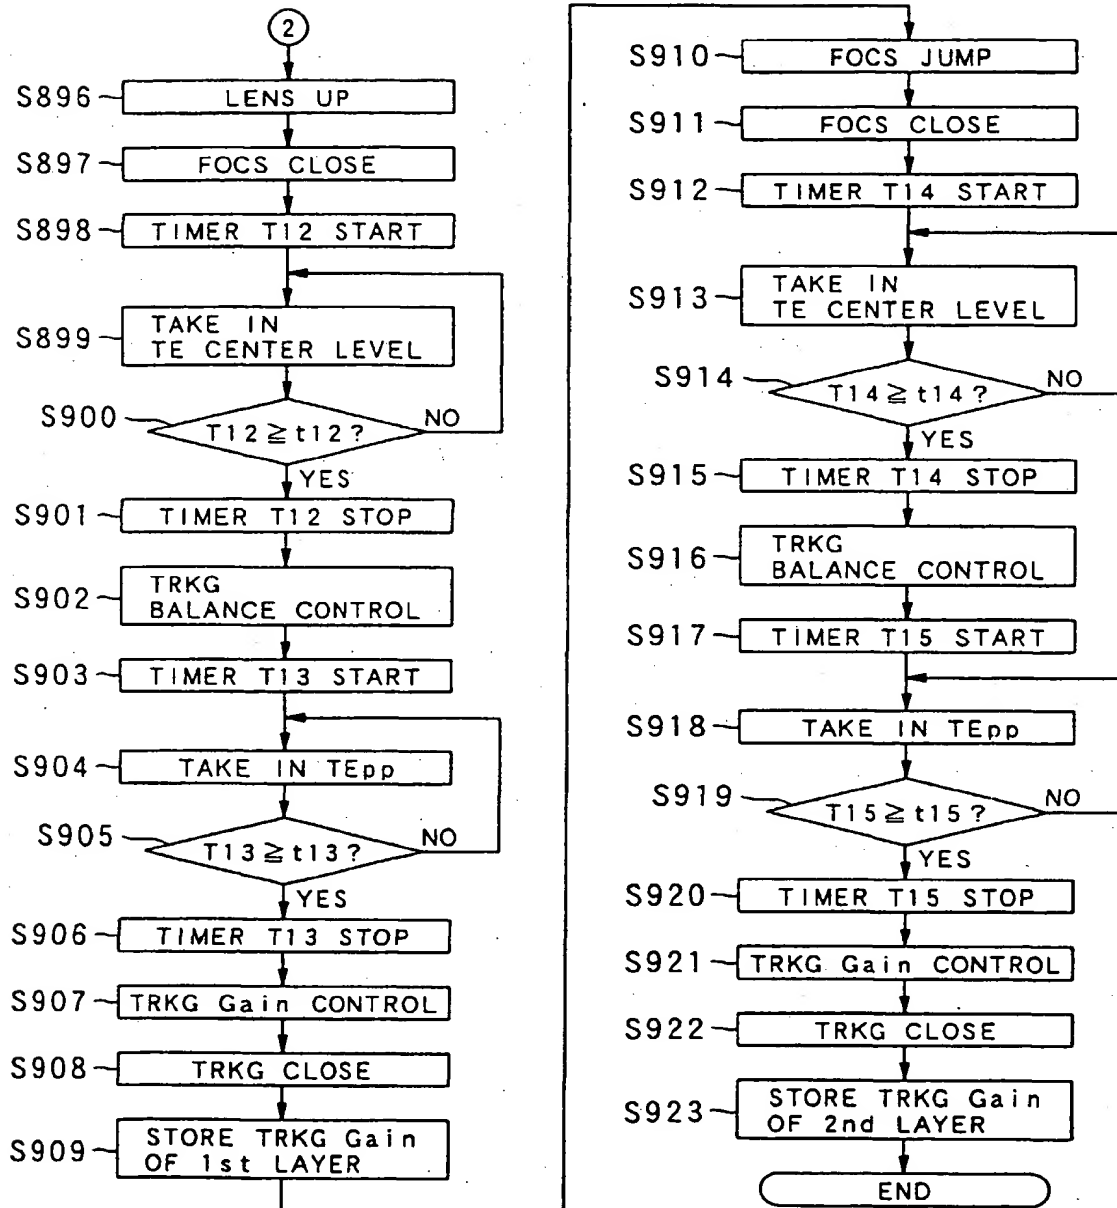 2
S896
LENS UP
S897
FOCS CLOSE
S898
TIMER T12 START
S899
TAKE IN
TE CENTER LEVEL
S900
T12≧t12?
NO
YES
S901
TIMER T12 STOP
S902
TRKG
BALANCE CONTROL
S903
TIMER T13 START
S904
TAKE IN TEpp
S905
T13≧t13?
NO
YES
S906
TIMER T13 STOP
S907
TRKG Gain CONTROL
S908
TRKG CLOSE
S909
STORE TRKG Gain
OF 1st LAYER
S910
FOCS JUMP
S911
FOCS CLOSE
S912
TIMER T14 START
S913
TAKE IN
TE CENTER LEVEL
S914
T14≧t14?
NO
YES
S915
TIMER T14 STOP
S916
TRKG
BALANCE CONTROL
S917
TIMER T15 START
S918
TAKE IN TEpp
S919
T15≧t15?
NO
YES
S920
TIMER T15 STOP
S921
TRKG Gain CONTROL
S922
TRKG CLOSE
S923
STORE TRKG Gain
OF 2nd LAYER
END